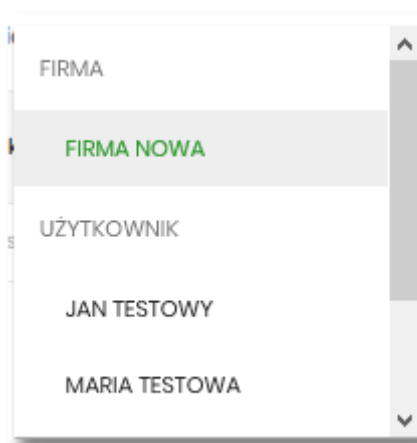 FIRMA
FIRMA NOWA
UŻYTKOWNIK
JAN TESTOWY
MARIA TESTOWA